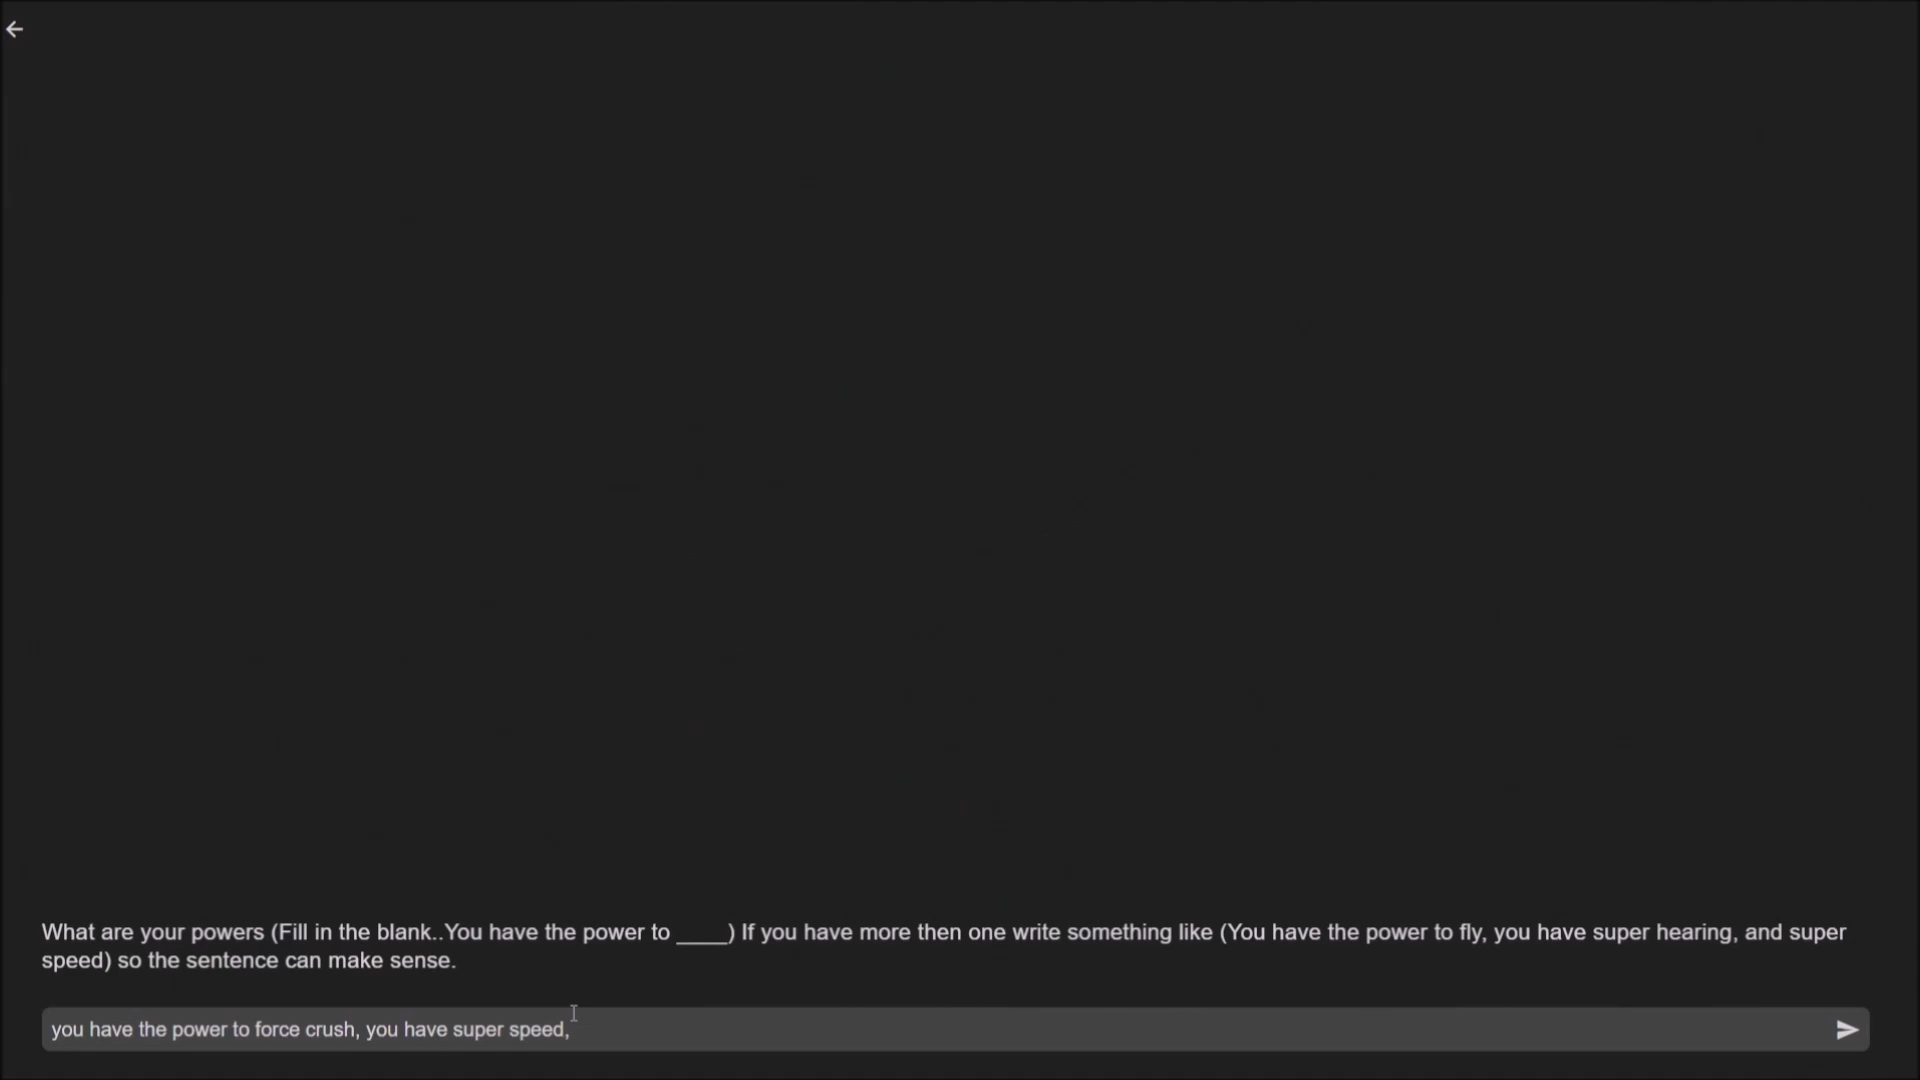 What are your powers (Fill in the blank..You have the power to ____) If you have more then one write something like (You have the power to fly, you have super hearing, and super
speed) so the sentence can make sense.
you have the power to force crush, you have super speed,